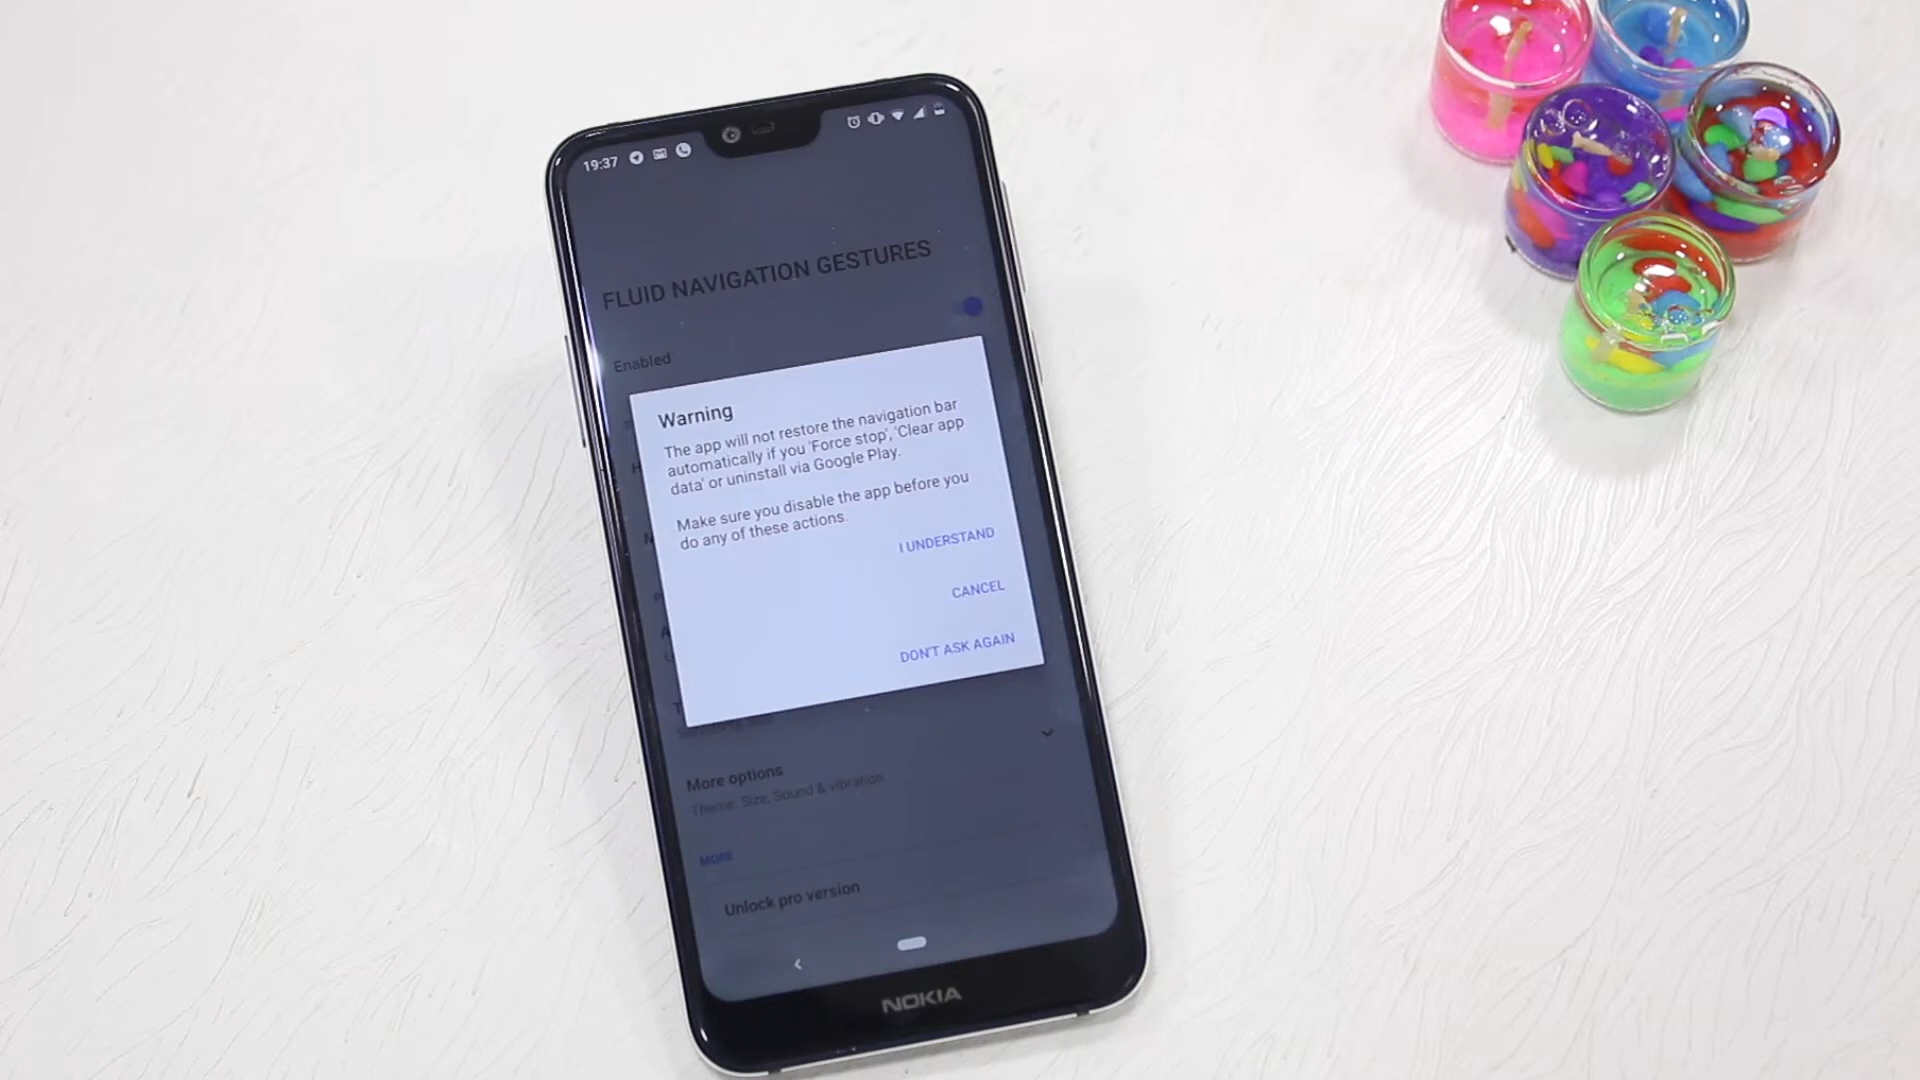 19:37
FLUID NAVIGATION GESTURES
Enabled
Warning
The app will not restore the navigation bar
automatically if you 'Force stop', 'Clear app
data' or uninstall via Google Play.
Make sure you disable the app before you
do any of these actions.
I UNDERSTAND
CANCEL
DON'T ASK AGAIN
More options
Theme, Size, Sound & vibration
MORE
Unlock pro version
NOKIA